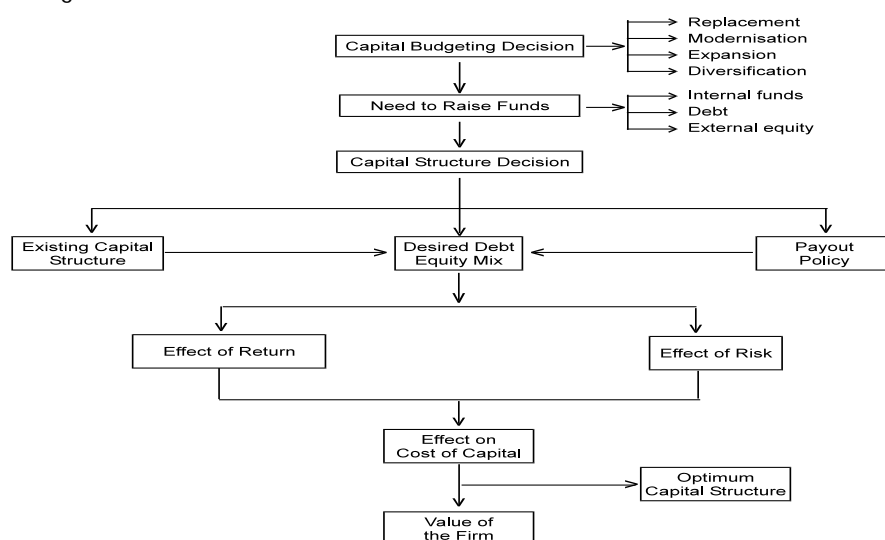 Capital Budgeting Decision
Replacement
Modernisation
Expansion
Diversification
Need to Raise Funds
Internal funds
Debt
External equity
Capital Structure Decision
Existing Capital
Structure
Desired Debt
Equity Mix
Payout
Policy
Effect of Return
Effect of Risk
Effect on
Cost of Capital
Optimum
Capital Structure
Value of
the Firm